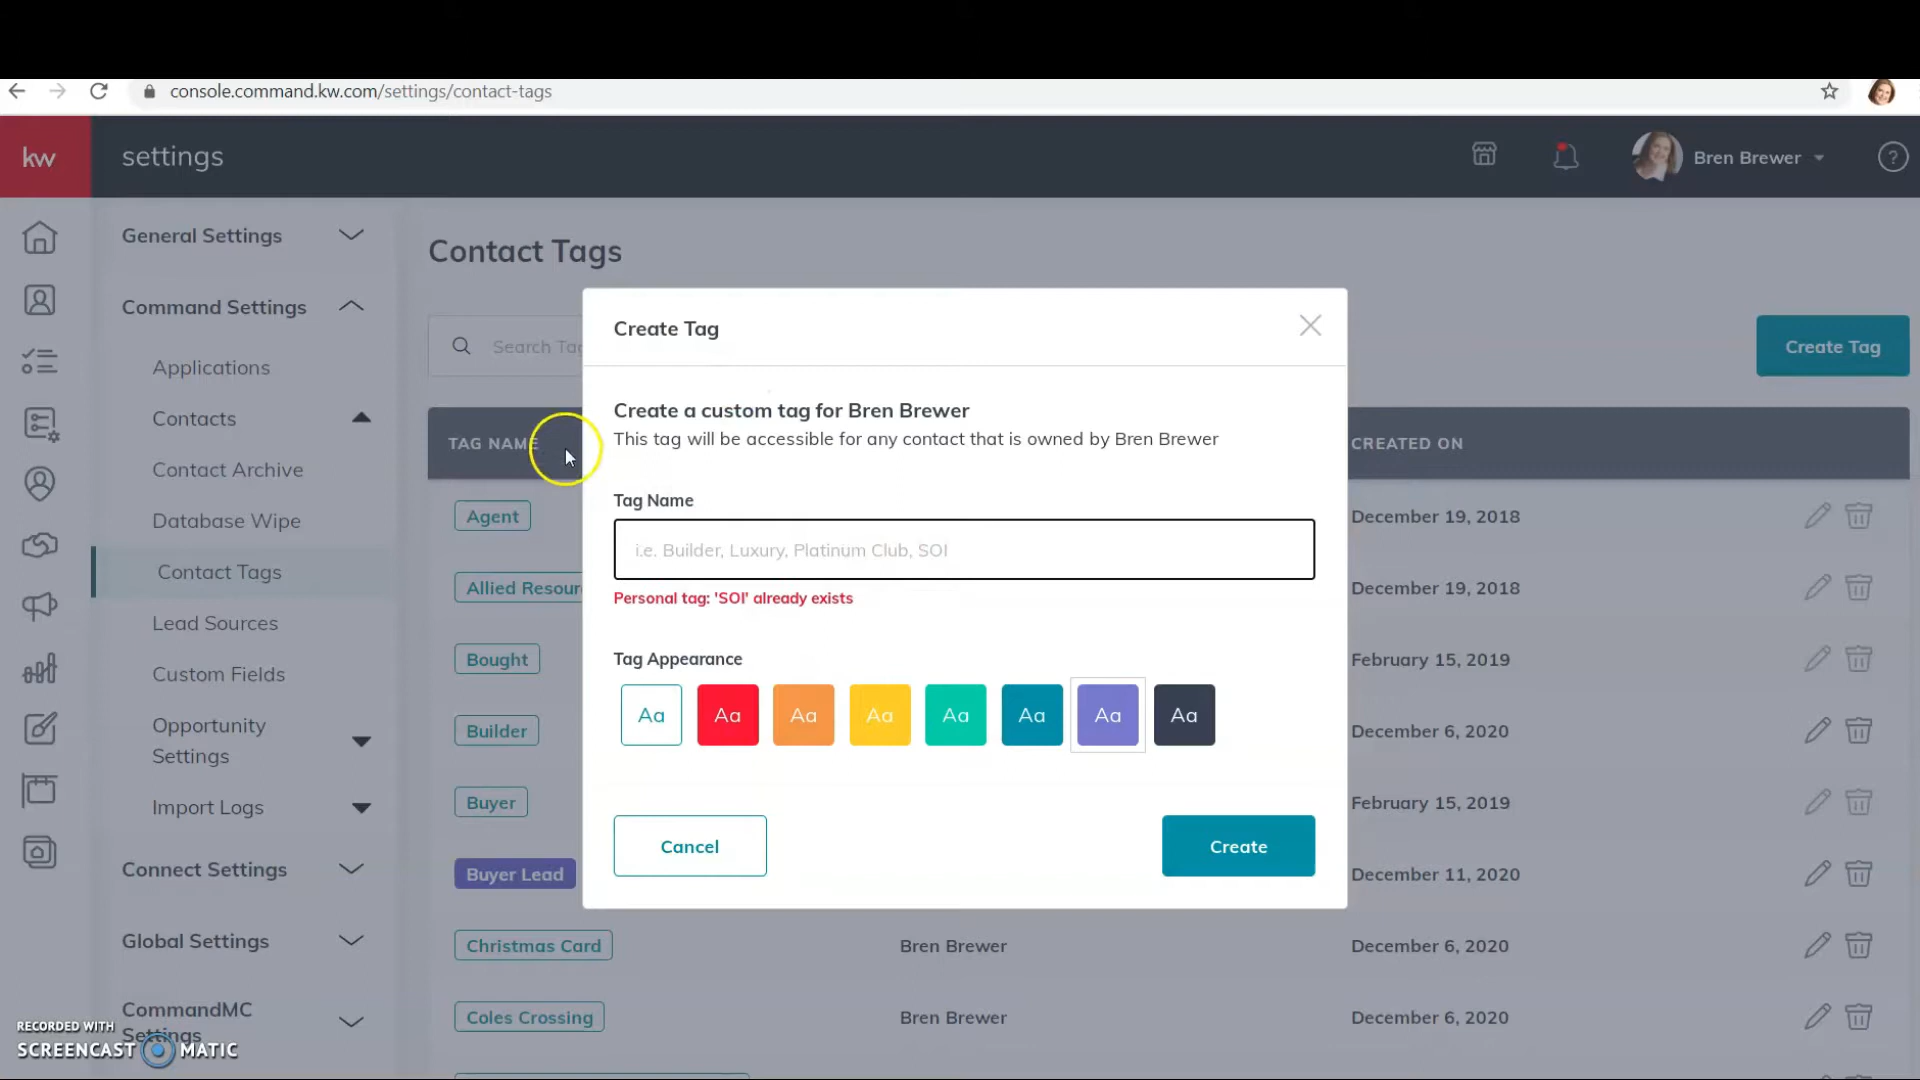 console.command.kw.com/settings/contact-tags
kw
settings
Bren Brewer
?
General Settings
Command Settings
Applications
Contacts
Contact Archive
Database Wipe
Contact Tags
Lead Sources
Custom Fields
Opportunity
Settings
Import Logs
Connect Settings
Global Settings
CommandMC
Settings
RECORDED WITH
SCREENCAST MATIC
Contact Tags
Search Tag
Create Tag
TAG NAME
CREATED ON
Agent
December 19, 2018
Allied Resour
December 19, 2018
Bought
February 15, 2019
Builder
December 6, 2020
Buyer
February 15, 2019
Buyer Lead
December 11, 2020
Christmas Card
Bren Brewer
December 6, 2020
Coles Crossing
Bren Brewer
December 6, 2020
Create Tag
Create a custom tag for Bren Brewer
This tag will be accessible for any contact that is owned by Bren Brewer
Tag Name
i.e. Builder, Luxury, Platinum Club, SOI
Personal tag: 'SOI' already exists
Tag Appearance
Aa Aa Aa Aa Aa Aa Aa Aa
Cancel
Create